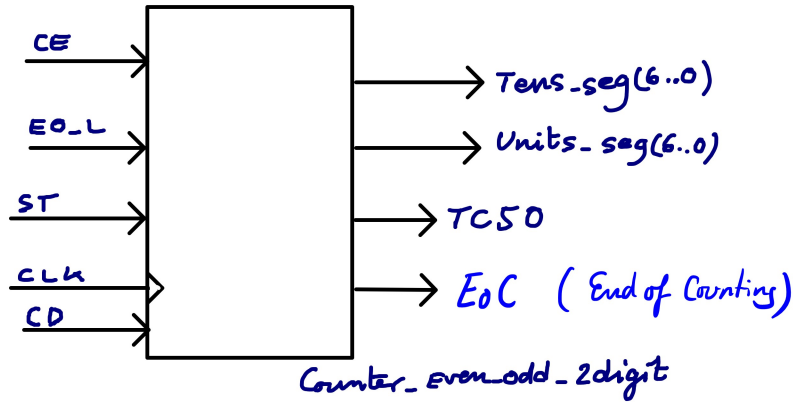 CE
EO_L
ST
CLK
CD
Tens_seg(6..0)
Units_seg(6..0)
TC50
EoC (End of Counting)
Counter_even_odd_2digit